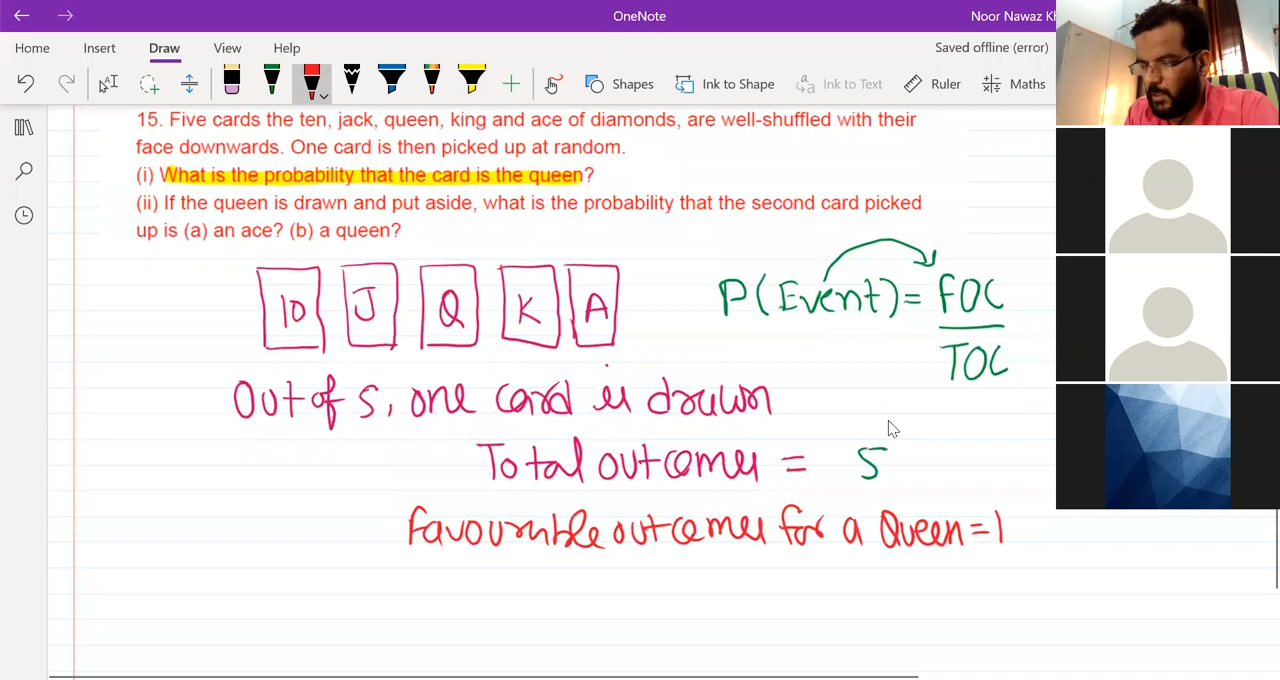 OneNote
Noor Nawaz Kh
Home Insert Draw View Help
Saved offline (error)
Shapes Ink to Shape Ink to Text Ruler Maths
15. Five cards the ten, jack, queen, king and ace of diamonds, are well-shuffled with their
face downwards. One card is then picked up at random.
(i) What is the probability that the card is the queen?
(ii) If the queen is drawn and put aside, what is the probability that the second card picked
up is (a) an ace? (b) a queen?
10 J Q K A
P(Event) = FOC
TOC
Out of 5, one card is drawn
Total outcomes = 5
Favourable outcomes for a Queen = 1